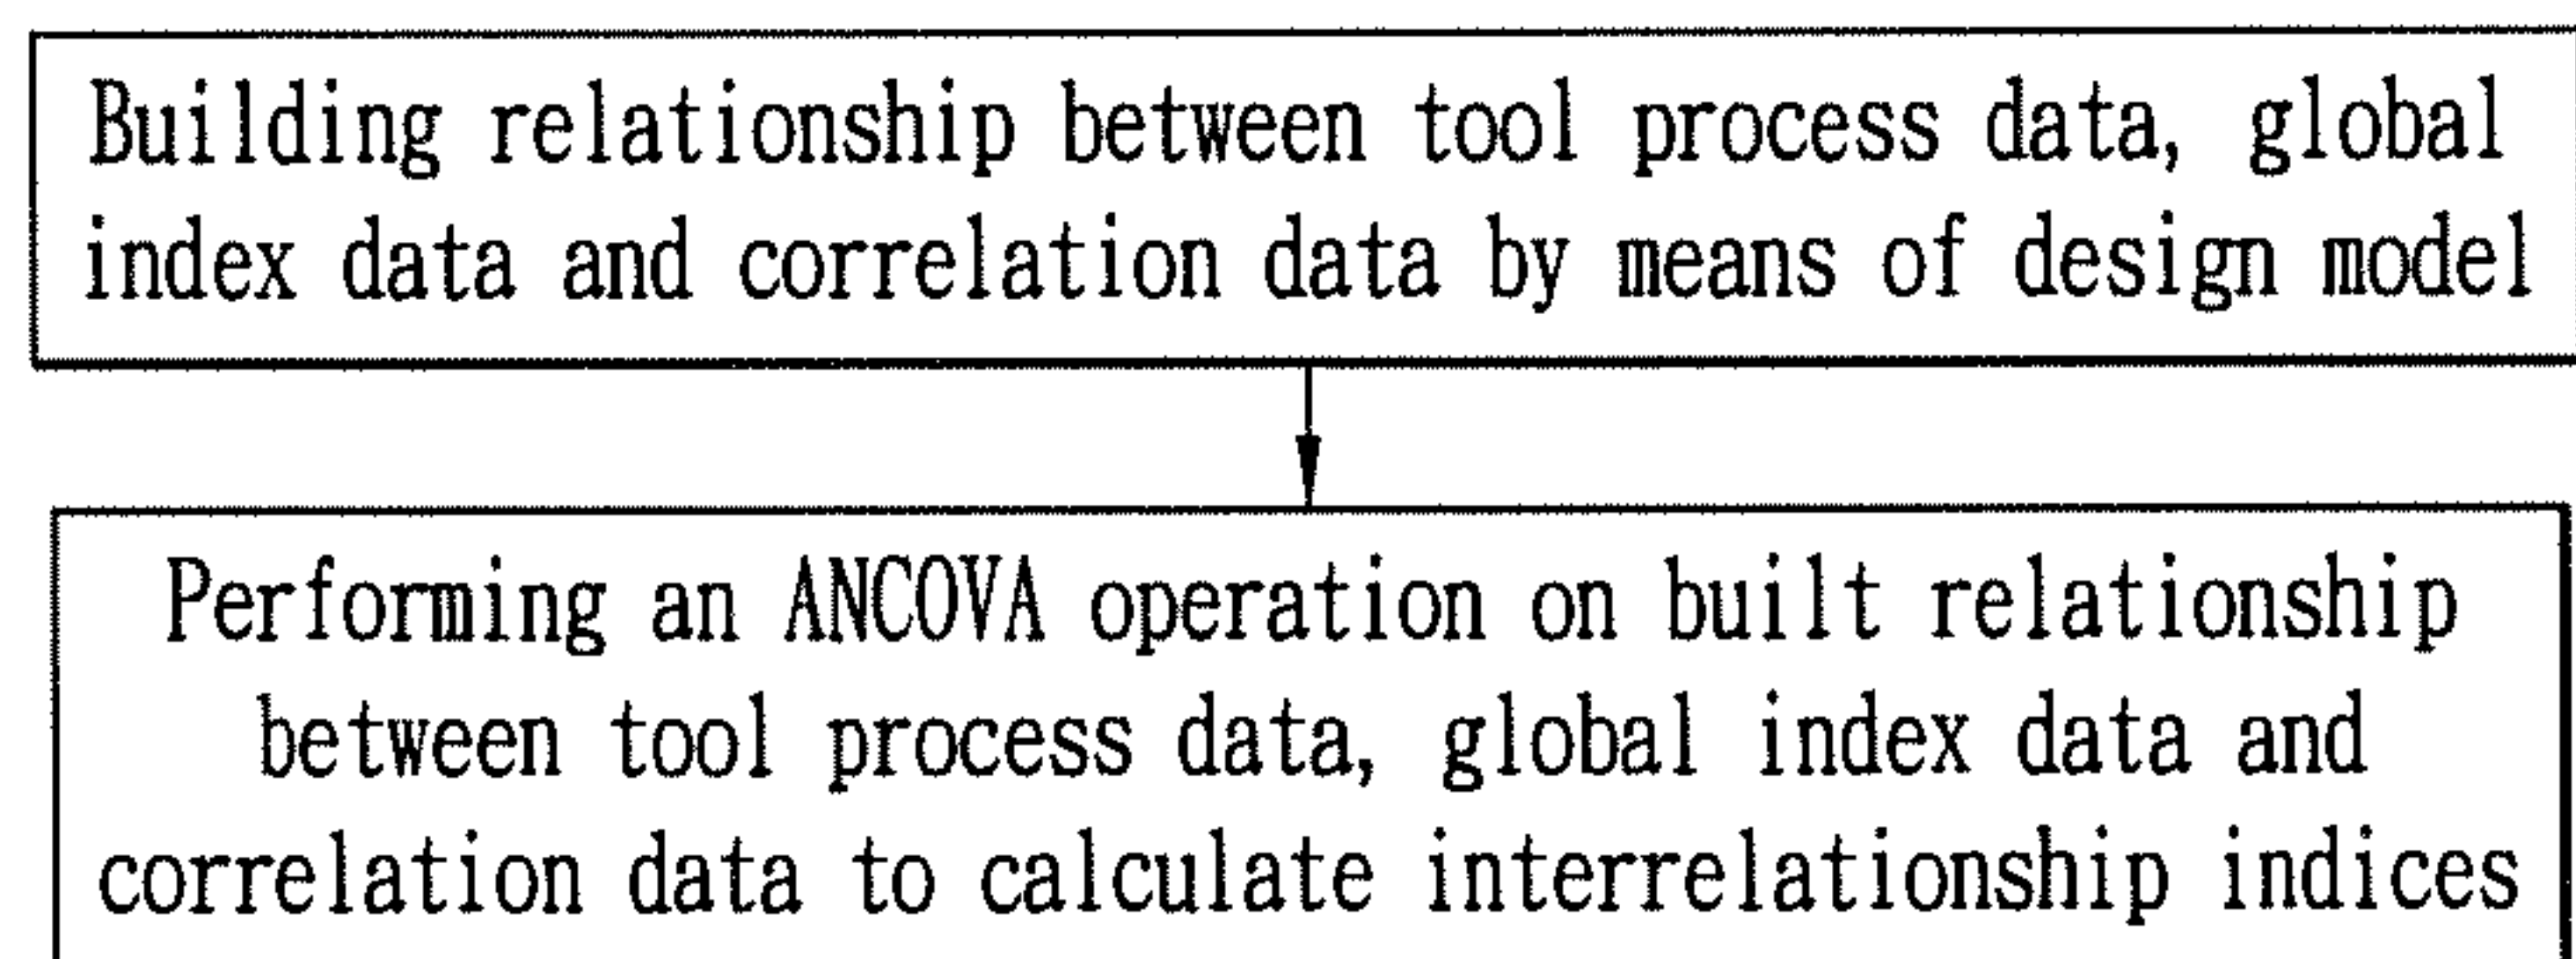 Building relationship between tool process data, global
index data and correlation data by means of design model
Performing an ANCOVA operation on built relationship
between tool process data, global index data and
correlation data to calculate interrelationship indices